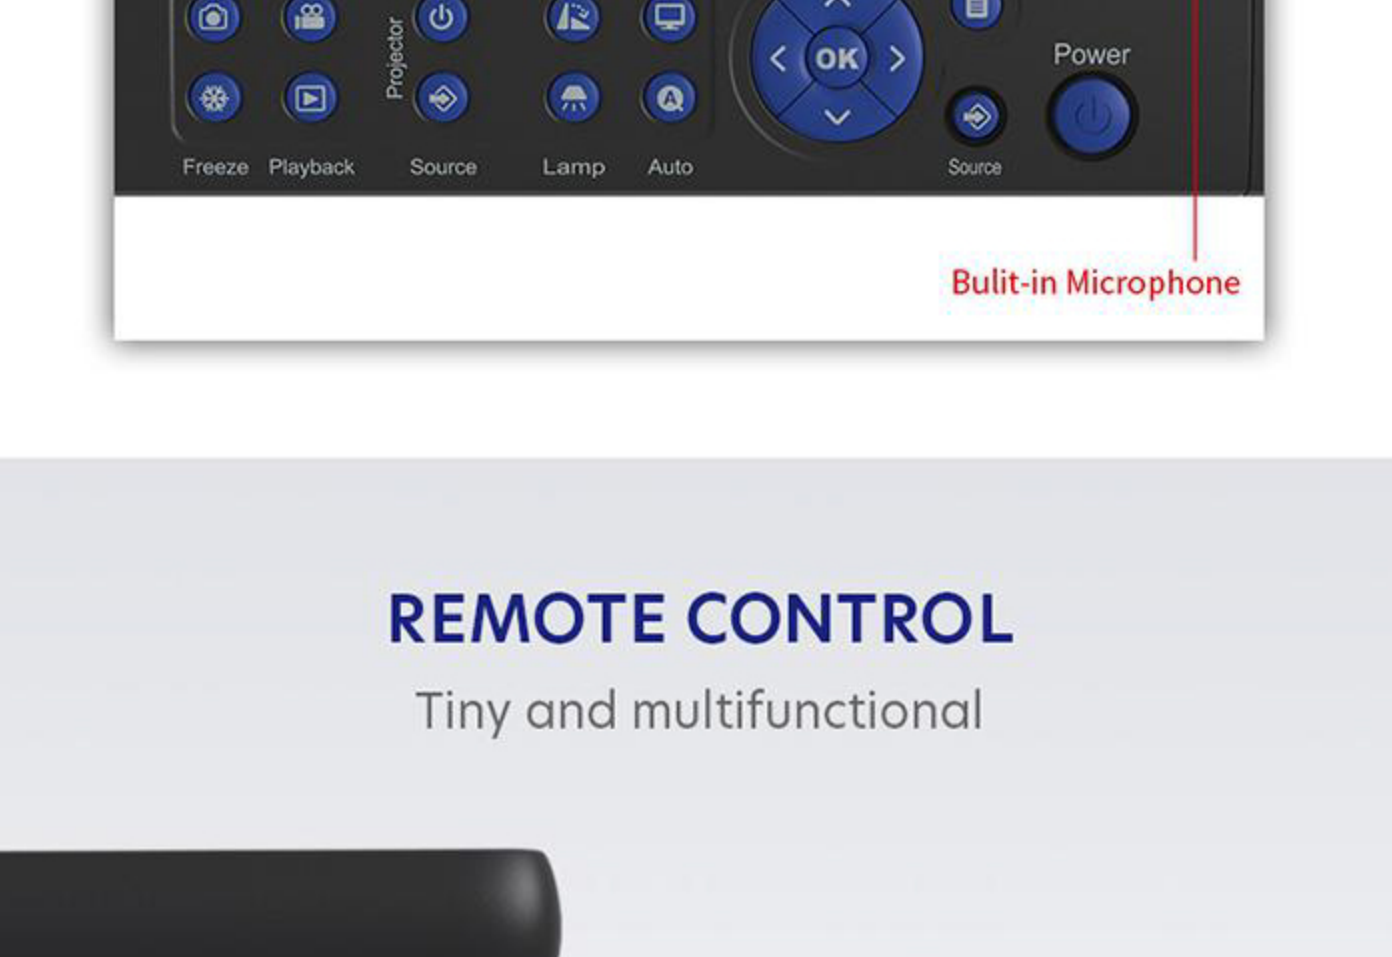 Projector
OK
Power
Freeze Playback Source Lamp Auto Source
Bulit-in Microphone
REMOTE CONTROL
Tiny and multifunctional